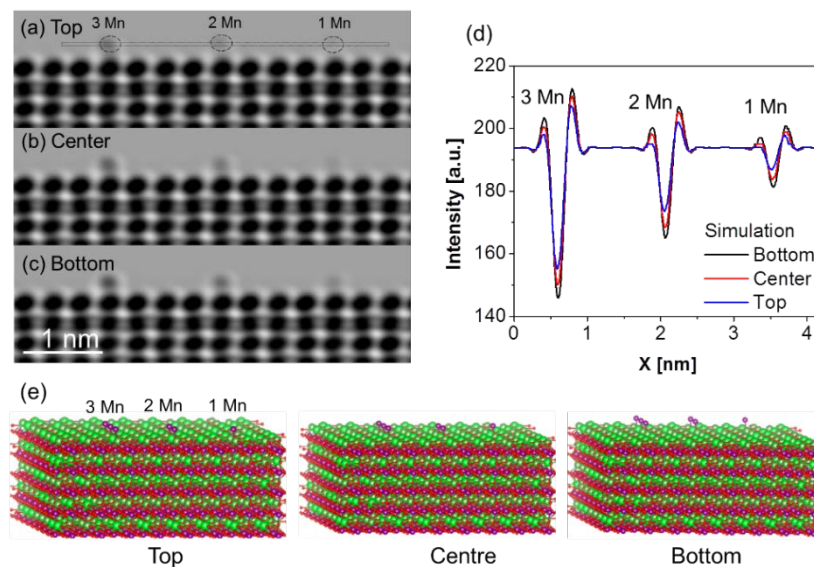 (a) Top
3 Mn
2 Mn
1 Mn
(b) Center
(c) Bottom
1 nm
(d)
220
200
180
160
140
Intensity [a.u.]
3 Mn
2 Mn
1 Mn
Simulation
Bottom
Center
Top
0
1
2
3
4
X [nm]
(e)
3 Mn
2 Mn
1 Mn
Top
Centre
Bottom